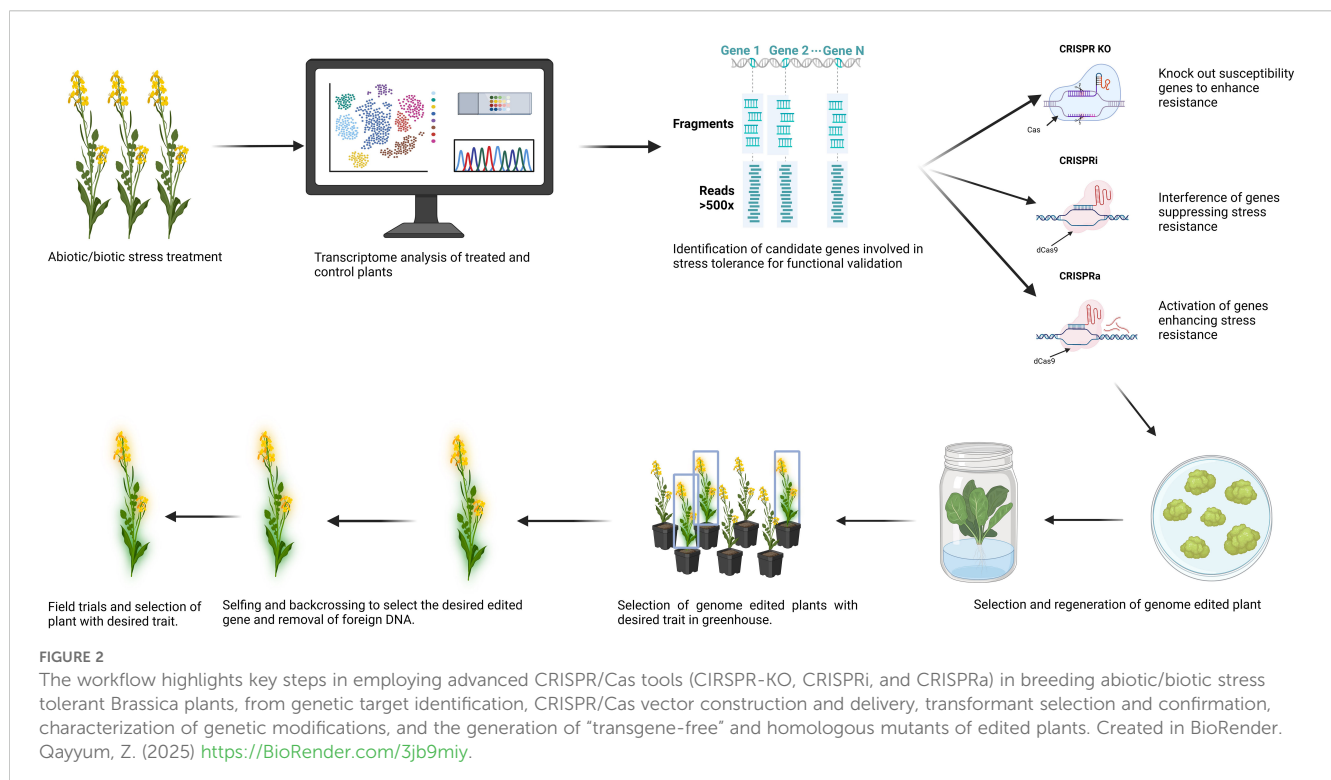 Gene 1 Gene 2 ··· Gene N
Fragments
Reads
>500x
Abiotic/biotic stress treatment
Transcriptome analysis of treated and
control plants
Identification of candidate genes involved in
stress tolerance for functional validation
CRISPR KO
Cas
Knock out susceptibility
genes to enhance
resistance
CRISPRi
dCas9
Interference of genes
suppressing stress
resistance
CRISPRa
dCas9
Activation of genes
enhancing stress
resistance
Field trials and selection of
plant with desired trait.
Selfing and backcrossing to select the desired edited
gene and removal of foreign DNA.
Selection of genome edited plants with
desired trait in greenhouse.
Selection and regeneration of genome edited plant
FIGURE 2
The workflow highlights key steps in employing advanced CRISPR/Cas tools (CIRSPR-KO, CRISPRi, and CRISPRa) in breeding abiotic/biotic stress
tolerant Brassica plants, from genetic target identification, CRISPR/Cas vector construction and delivery, transformant selection and confirmation,
characterization of genetic modifications, and the generation of “transgene-free” and homologous mutants of edited plants. Created in BioRender.
Qayyum, Z. (2025) https://BioRender.com/3jb9miy.